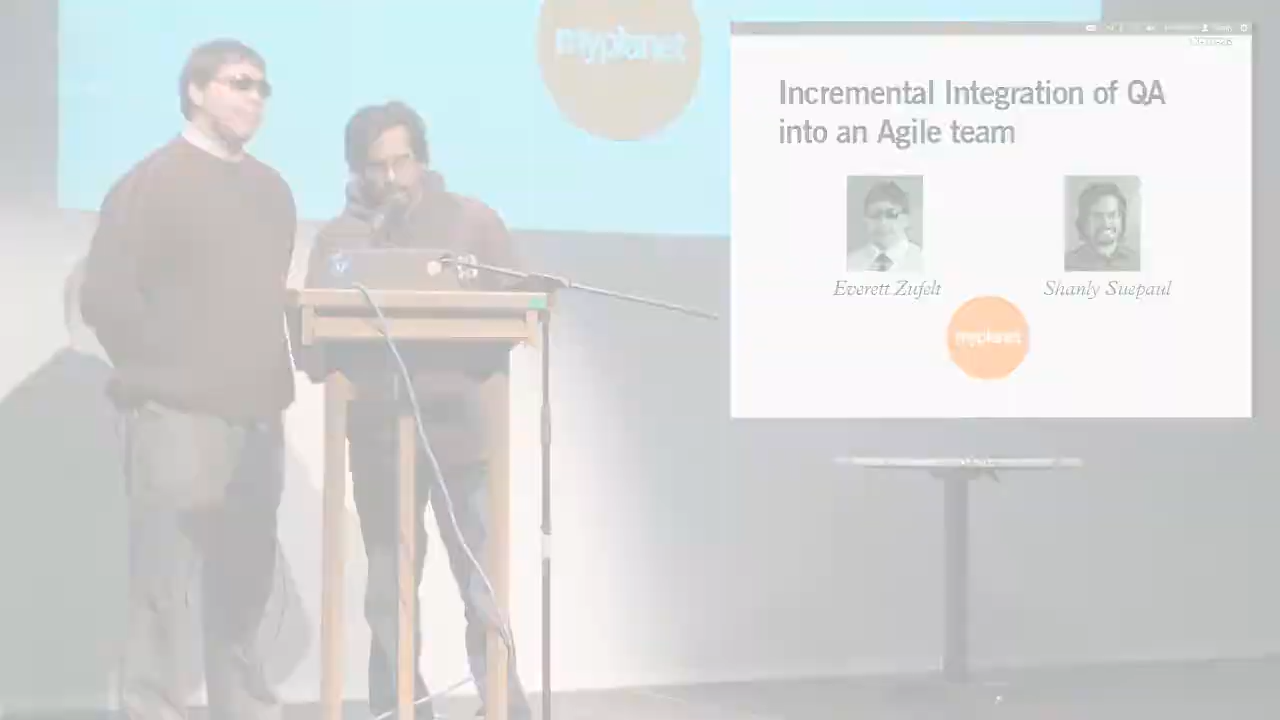 myplanet
Incremental Integration of QA
into an Agile team
Everett Zufelt
Shanly Suepaul
myplanet